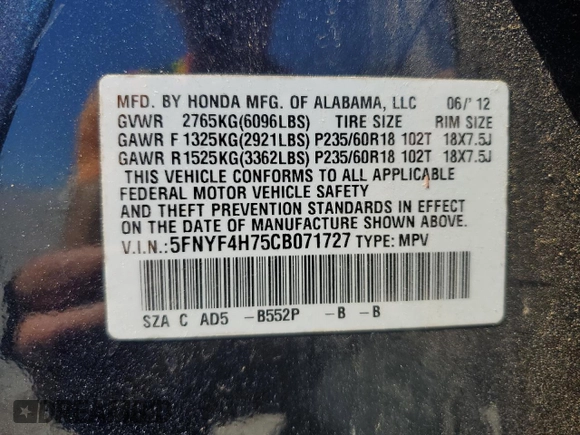 MFD. BY HONDA MFG. OF ALABAMA, LLC 06/'12
GVWR 2765KG(6096LBS) TIRE SIZE RIM SIZE
GAWR F 1325KG(2921LBS) P235/60R18 102T 18X7.5J
GAWR R 1525KG(3362LBS) P235/60R18 102T 18X7.5J
THIS VEHICLE CONFORMS TO ALL APPLICABLE
FEDERAL MOTOR VEHICLE SAFETY
AND THEFT PREVENTION STANDARDS IN EFFECT
ON THE DATE OF MANUFACTURE SHOWN ABOVE.
V.I.N.:5FNYF4H75CB071727 TYPE: MPV
SZA C AD5 -B552P -B -B